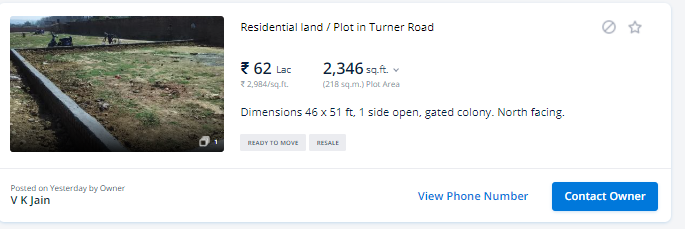 Residential land / Plot in Turner Road
₹ 62 Lac
2,346 sq.ft.
₹ 2,984/sq.ft.
(218 sq.m.) Plot Area
Dimensions 46 x 51 ft, 1 side open, gated colony. North facing.
READY TO MOVE
RESALE
1
Posted on Yesterday by Owner
V K Jain
View Phone Number
Contact Owner